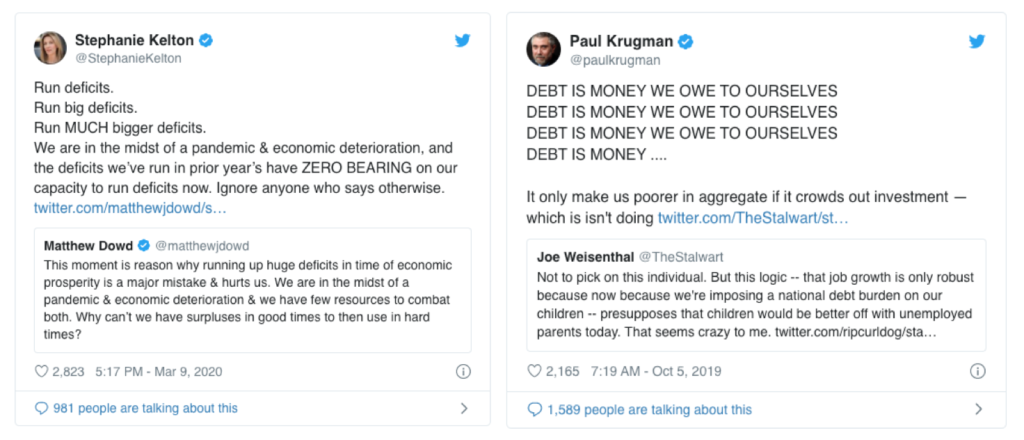 Stephanie Kelton
@StephanieKelton
Run deficits.
Run big deficits.
Run MUCH bigger deficits.
We are in the midst of a pandemic & economic deterioration, and
the deficits we've run in prior year's have ZERO BEARING on our
capacity to run deficits now. Ignore anyone who says otherwise.
twitter.com/matthewjdowd/s...
Matthew Dowd @matthewjdowd
This moment is reason why running up huge deficits in time of economic
prosperity is a major mistake & hurts us. We are in the midst of a
pandemic & economic deterioration & we have few resources to combat
both. Why can't we have surpluses in good times to then use in hard
times?
2,823 5:17 PM - Mar 9, 2020
981 people are talking about this
Paul Krugman
@paulkrugman
DEBT IS MONEY WE OWE TO OURSELVES
DEBT IS MONEY WE OWE TO OURSELVES
DEBT IS MONEY WE OWE TO OURSELVES
DEBT IS MONEY ....
It only make us poorer in aggregate if it crowds out investment —
which is isn't doing twitter.com/TheStalwart/st...
Joe Weisenthal @TheStalwart
Not to pick on this individual. But this logic -- that job growth is only robust
because now because we're imposing a national debt burden on our
children -- presupposes that children would be better off with unemployed
parents today. That seems crazy to me. twitter.com/ripcurldog/sta...
2,165 7:19 AM - Oct 5, 2019
1,589 people are talking about this